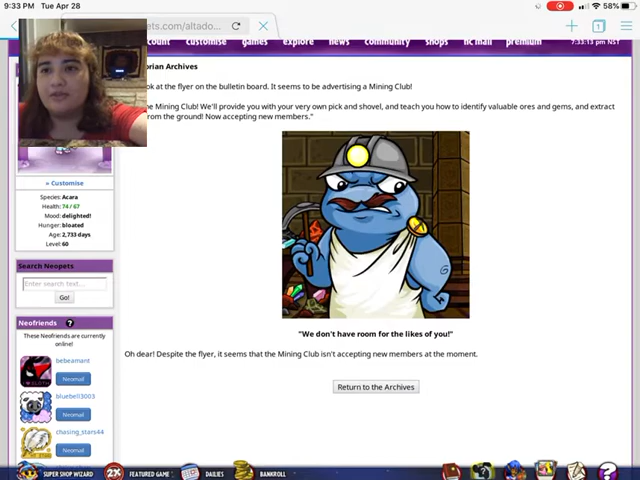 9:33 PM Tue Apr 28
58%
ets.com/altado
customise games explore news community shops nc mall premium
7:33:13 pm NST
orian Archives
ok at the flyer on the bulletin board. It seems to be advertising a Mining Club!
e Mining Club! We'll provide you with your very own pick and shovel, and teach you how to identify valuable ores and gems, and extract
from the ground! Now accepting new members."
» Customise
Species: Acara
Health: 74 / 67
Mood: delighted!
Hunger: bloated
Age: 2,733 days
Level: 60
"We don't have room for the likes of you!"
Oh dear! Despite the flyer, it seems that the Mining Club isn't accepting new members at the moment.
Return to the Archives
Search Neopets
Enter search text...
Go!
Neofriends ?
These Neofriends are currently
online!
bebeamant
Neomail
bluebell3003
Neomail
chasing_stars44
Neomail
SUPER SHOP WIZARD 2X FEATURED GAME DAILIES BANKROLL